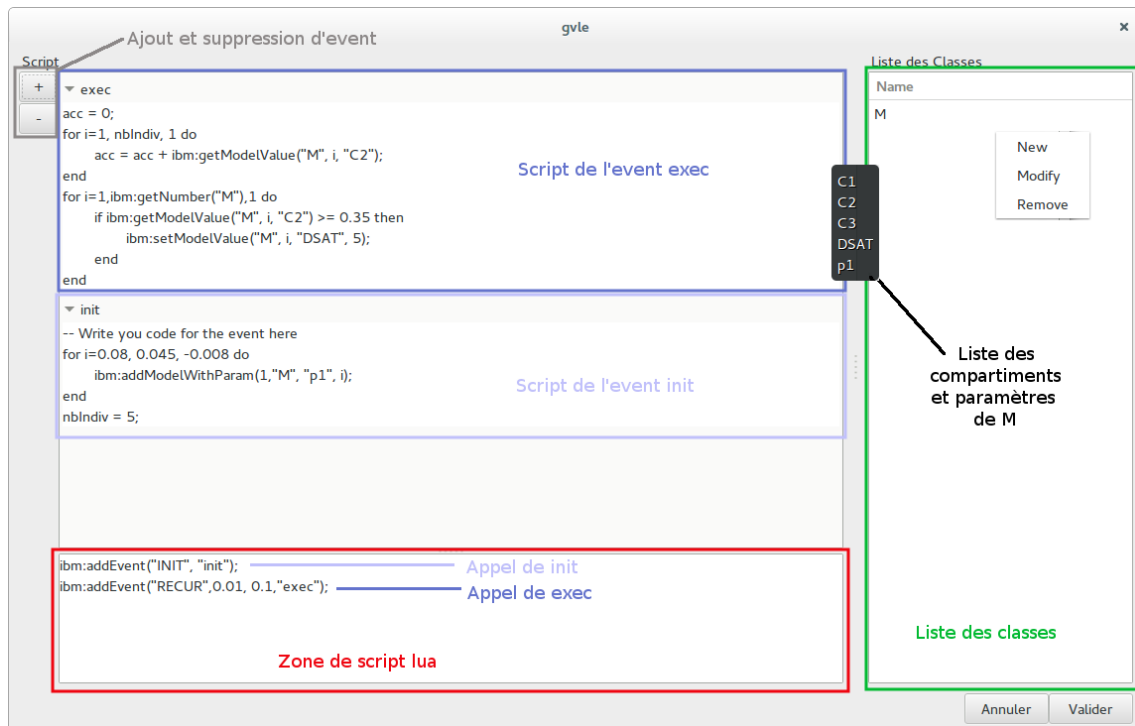 gvle
Ajout et suppression d'event
Script
Liste des Classes
+
-
exec
acc = 0;
for i=1, nbIndiv, 1 do
acc = acc + ibm:getModelValue("M", i, "C2");
end
for i=1,ibm:getNumber("M"),1 do
if ibm:getModelValue("M", i, "C2") >= 0.35 then
ibm:setModelValue("M", i, "DSAT", 5);
end
end
Script de l'event exec
init
-- Write you code for the event here
for i=0.08, 0.045, -0.008 do
ibm:addModelWithParam(1,"M", "p1", i);
end
nbIndiv = 5;
Script de l'event init
ibm:addEvent("INIT", "init");
Appel de init
ibm:addEvent("RECUR",0.01, 0.1,"exec");
Appel de exec
Zone de script lua
Name
M
New
Modify
Remove
C1
C2
C3
DSAT
p1
Liste des
compartiments
et paramètres
de M
Liste des classes
Annuler
Valider